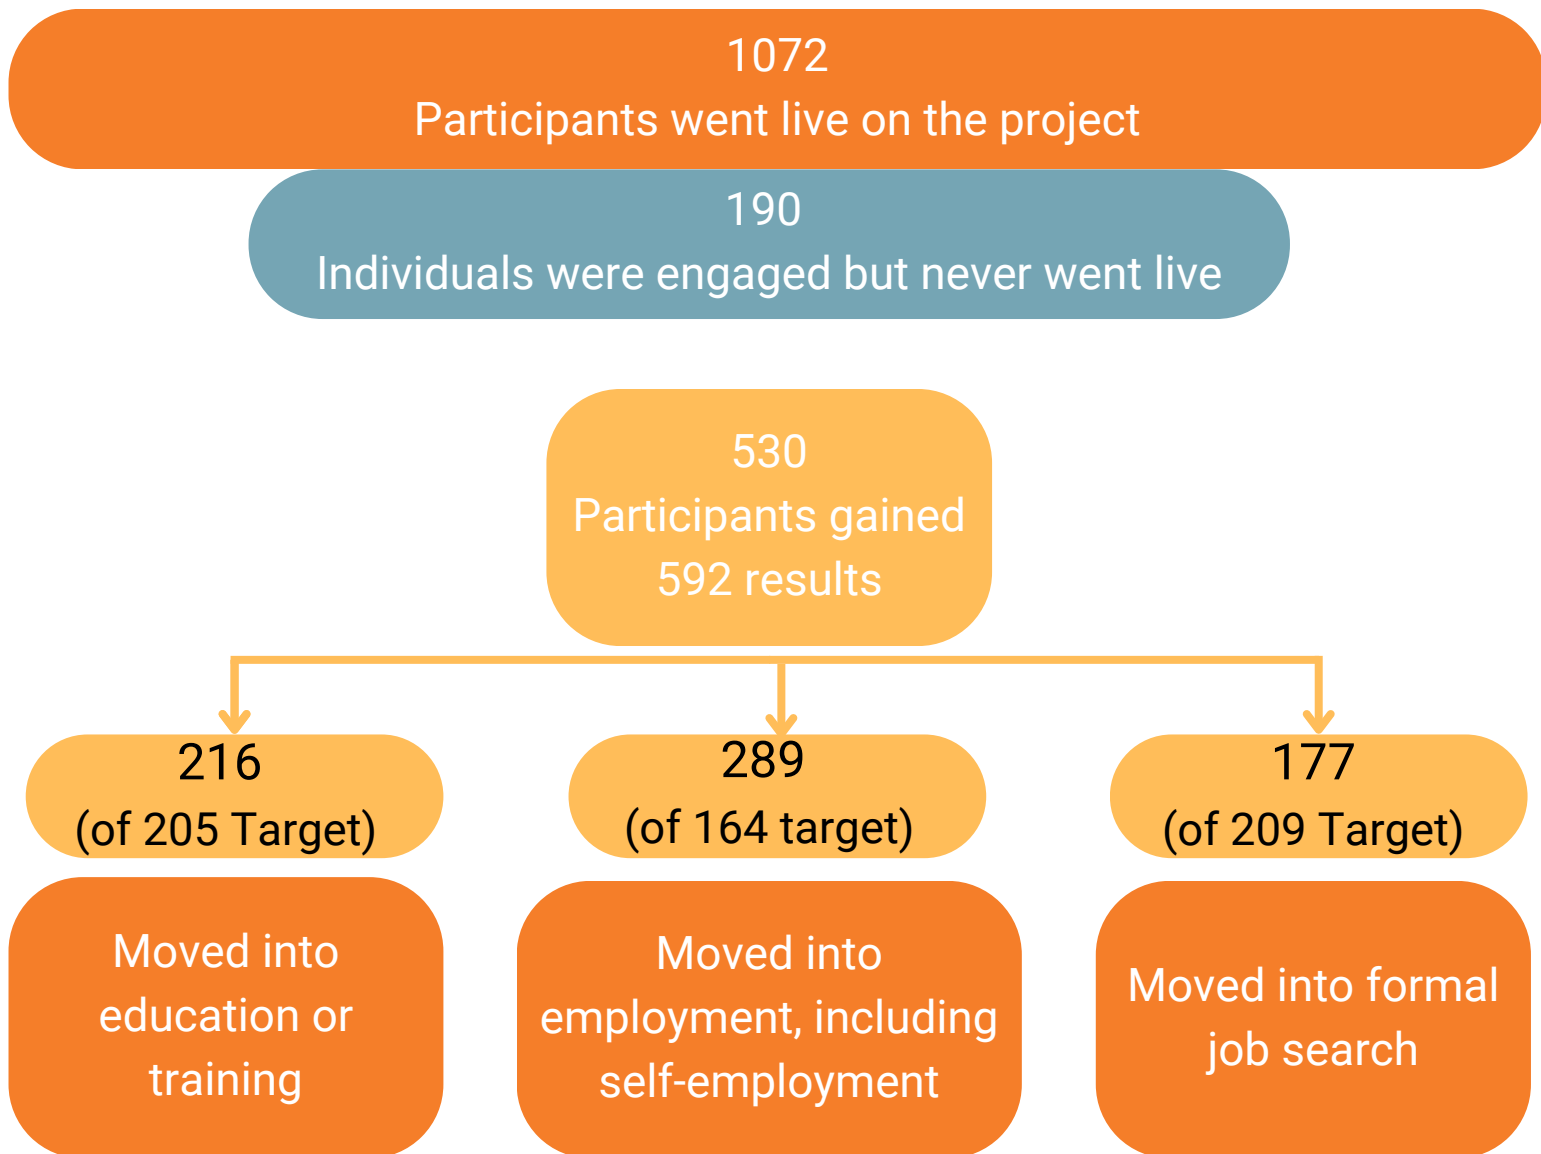 1072
Participants went live on the project
190
Individuals were engaged but never went live
530
Participants gained
592 results
216
(of 205 Target)
289
(of 164 target)
177
(of 209 Target)
Moved into
education or
training
Moved into
employment, including
self-employment
Moved into formal
job search